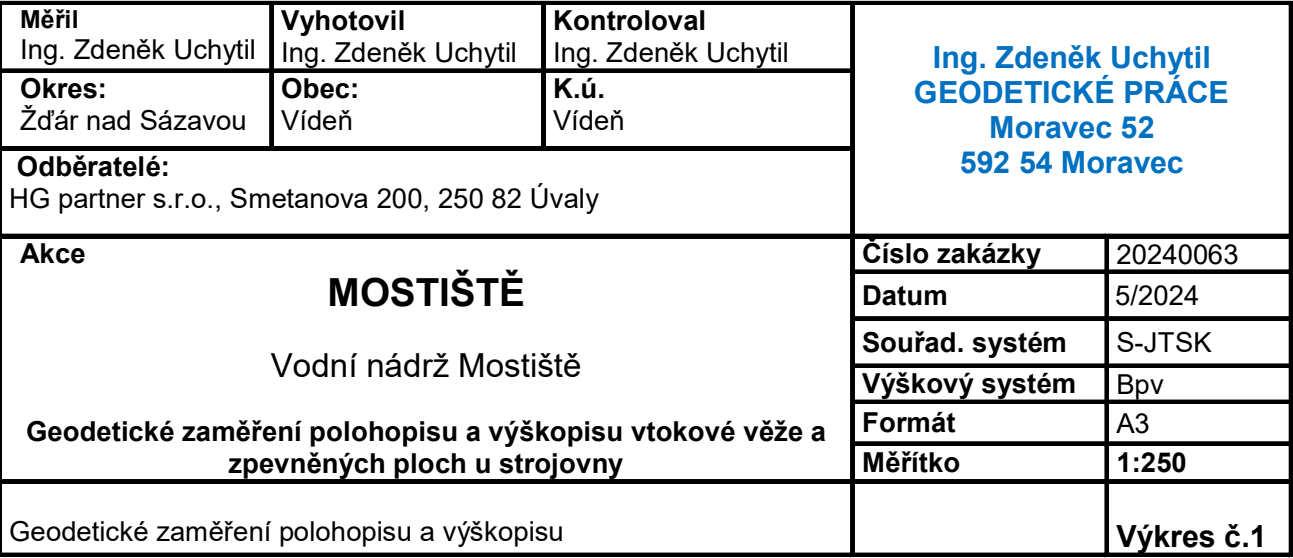 Měřil
Ing. Zdeněk Uchytil
Vyhotovil
Ing. Zdeněk Uchytil
Kontroloval
Ing. Zdeněk Uchytil
Ing. Zdeněk Uchytil
GEODETICKÉ PRÁCE
Moravec 52
592 54 Moravec
Okres:
Žďár nad Sázavou
Obec:
Vídeň
K.ú.
Vídeň
Odběratelé:
HG partner s.r.o., Smetanova 200, 250 82 Úvaly
Akce
MOSTIŠTĚ
Vodní nádrž Mostiště
Geodetické zaměření polohopisu a výškopisu vtokové věže a
zpevněných ploch u strojovny
Číslo zakázky 20240063
Datum 5/2024
Souřad. systém S-JTSK
Výškový systém Bpv
Formát A3
Měřítko 1:250
Geodetické zaměření polohopisu a výškopisu
Výkres č.1